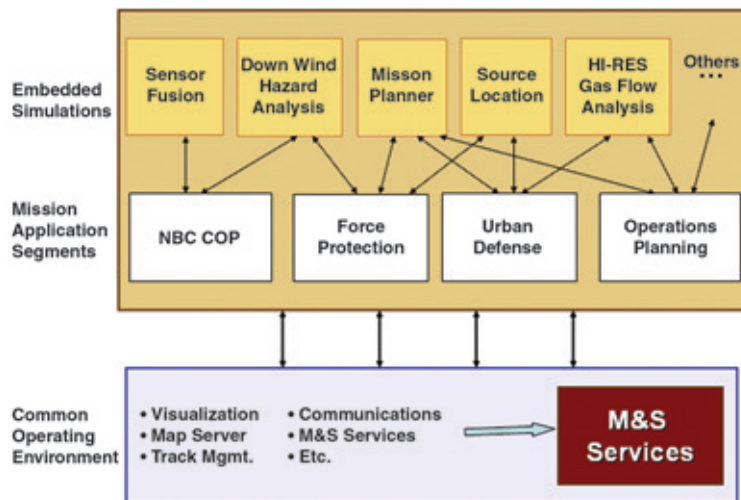 Embedded
Simulations
Sensor
Fusion
Down Wind
Hazard
Analysis
Misson
Planner
Source
Location
HI-RES
Gas Flow
Analysis
Others
...
Mission
Application
Segments
NBC COP
Force
Protection
Urban
Defense
Operations
Planning
Common
Operating
Environment
• Visualization
• Map Server
• Track Mgmt.
• Communications
• M&S Services
• Etc.
M&S
Services